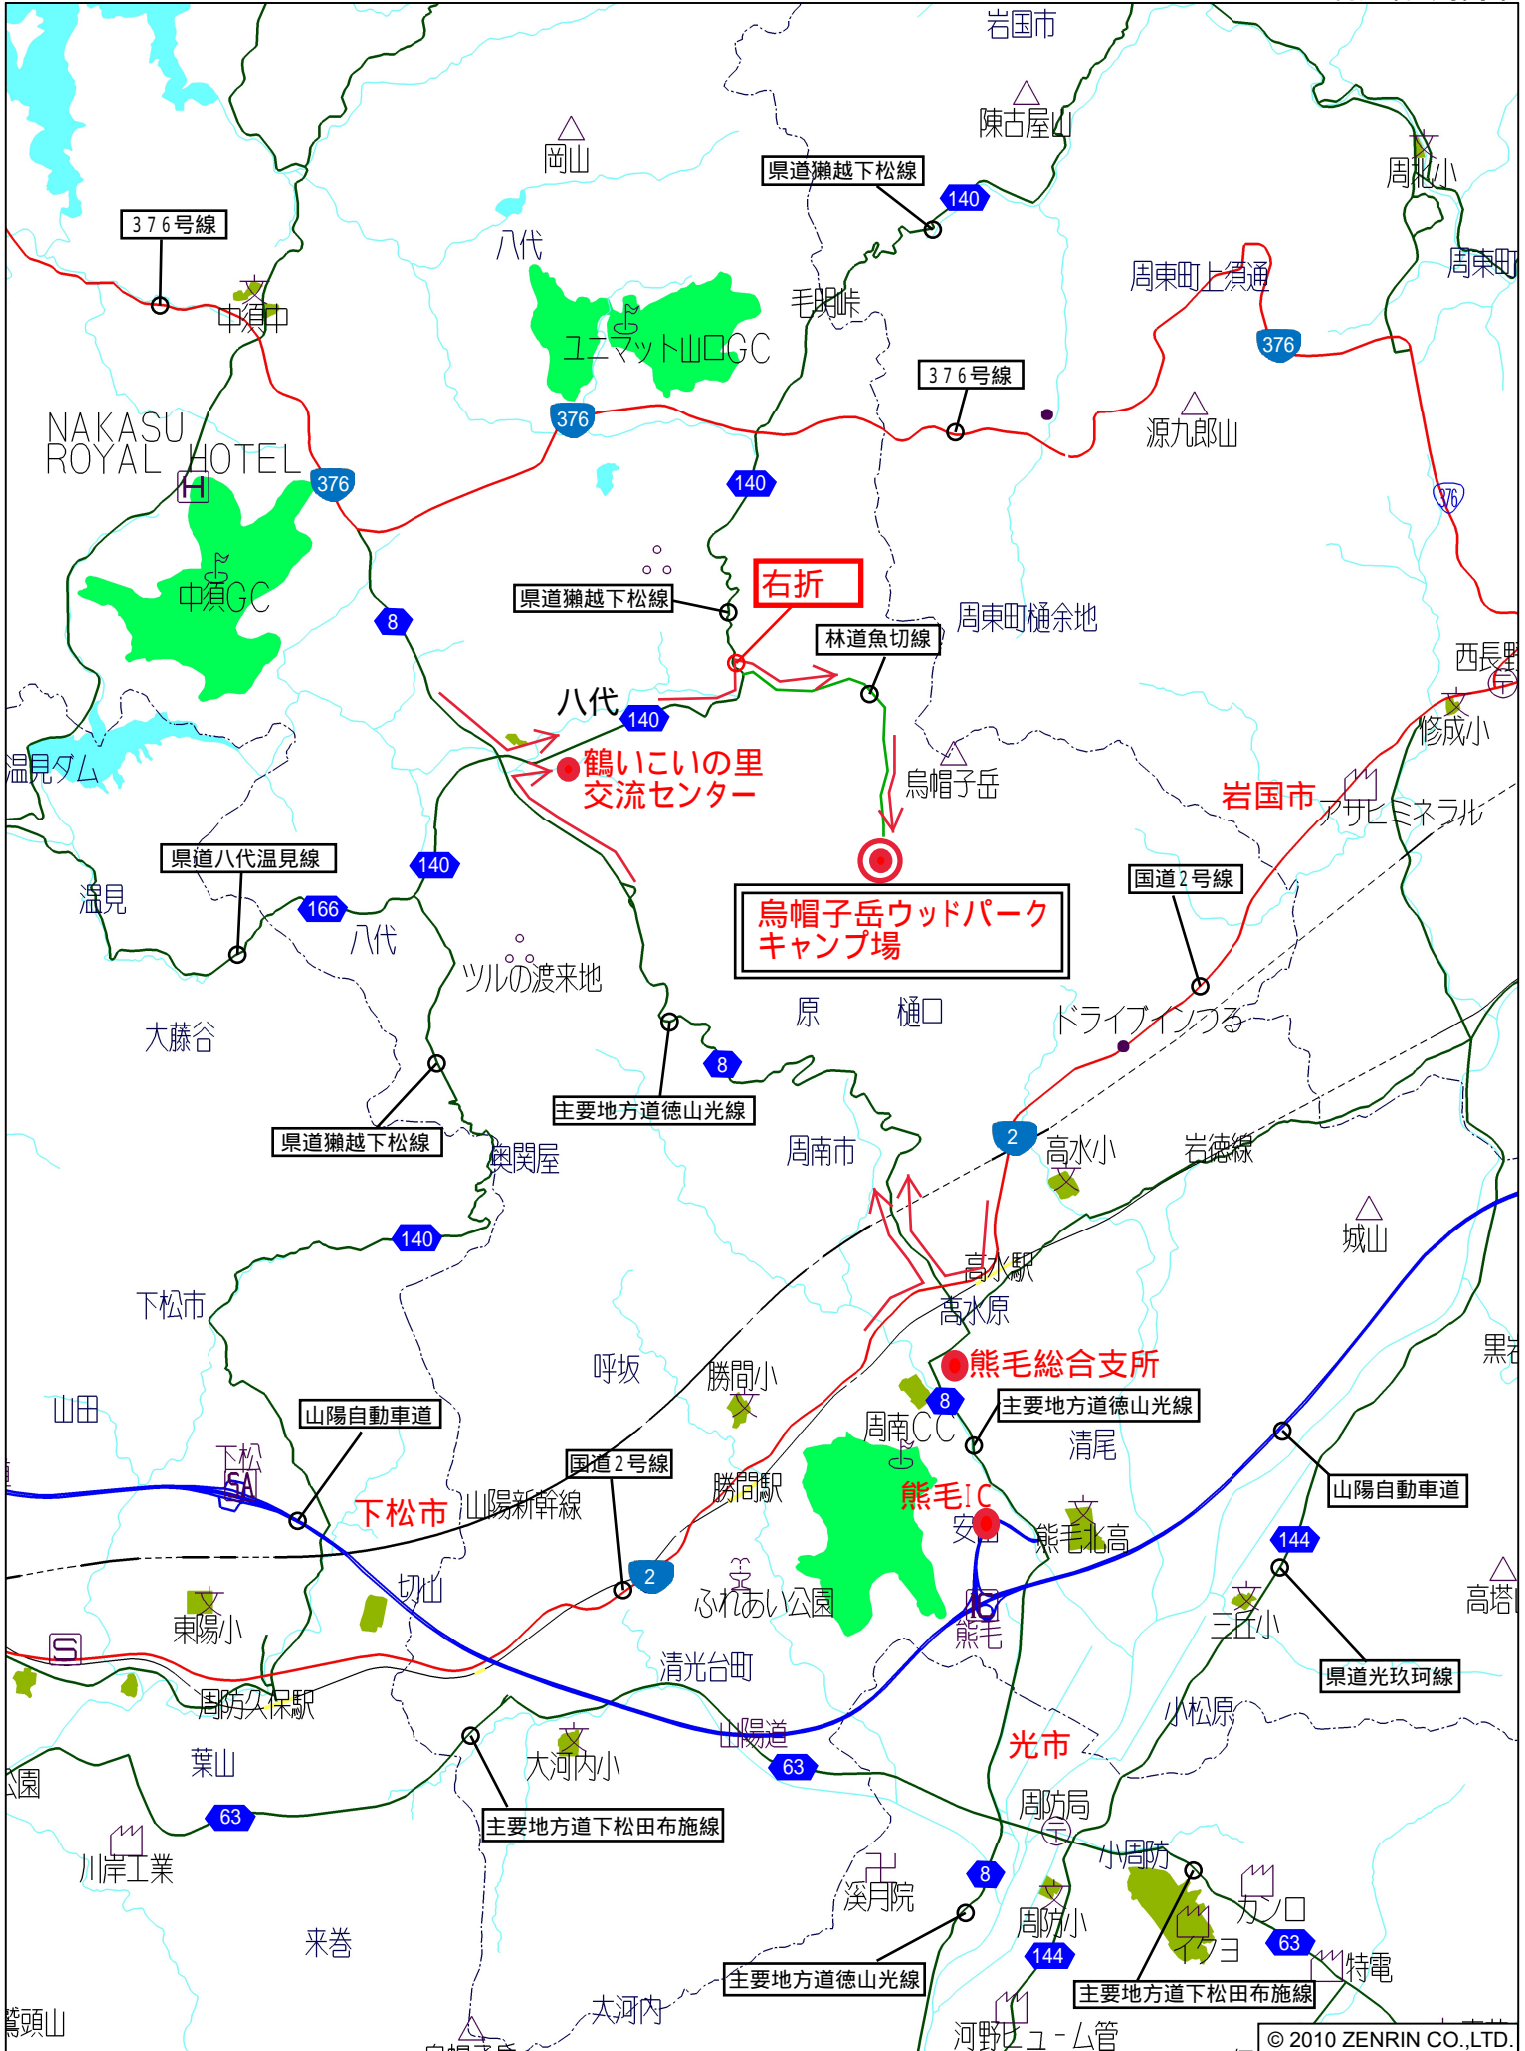 岩国市
陳古屋山
岡山
周北小
県道獺越下松線
140
376号線
八代
周東町上須通
周東町
中須中
毛明峠
ユニマット山口GC
376
376号線
376
源九郎山
NAKASU
ROYAL HOTEL
H
376
140
376
中須GC
右折
県道獺越下松線
8
周東町樋余地
林道魚切線
西長野
八代
140
修成小
温見ダム
鶴いこいの里
交流センター
烏帽子岳
岩国市
アサヒミネラル
県道八代温見線
140
国道2号線
温見
166
八代
烏帽子岳ウッドパーク
キャンプ場
ツルの渡来地
原
樋口
ドライブインつる
大藤谷
8
主要地方道徳山光線
県道獺越下松線
奥関屋
周南市
2
高水小
岩徳線
城山
140
高水駅
下松市
高水原
呼坂
勝間小
熊毛総合支所
黒岩
山田
山陽自動車道
8
主要地方道徳山光線
周南CC
清尾
下松
SA
国道2号線
下松市
山陽新幹線
勝間駅
熊毛IC
山陽自動車道
安田
熊毛北高
144
2
切山
ふれあい公園
IC
熊毛
高塔山
東陽小
三丘小
S
清光台町
県道光玖珂線
周防久保駅
小松原
山陽道
光市
葉山
大河内小
63
公園
63
周防局
主要地方道下松田布施線
小周防
川岸工業
8
渓月院
カンロ
周防小
イクヨ
来巻
144
63
特電
主要地方道徳山光線
主要地方道下松田布施線
大河内
鷲頭山
河野ヒューム管
© 2010 ZENRIN CO.,LTD.